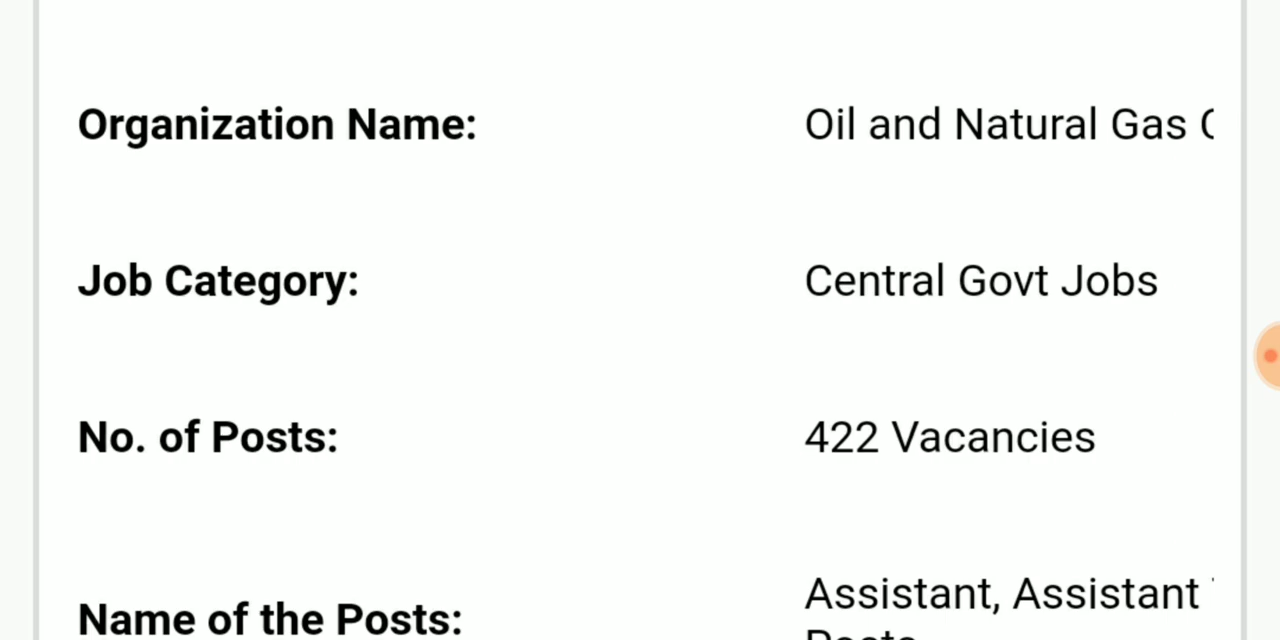 Organization Name: Oil and Natural Gas
Job Category: Central Govt Jobs
No. of Posts: 422 Vacancies
Assistant, Assistant
Name of the Posts:
Posts